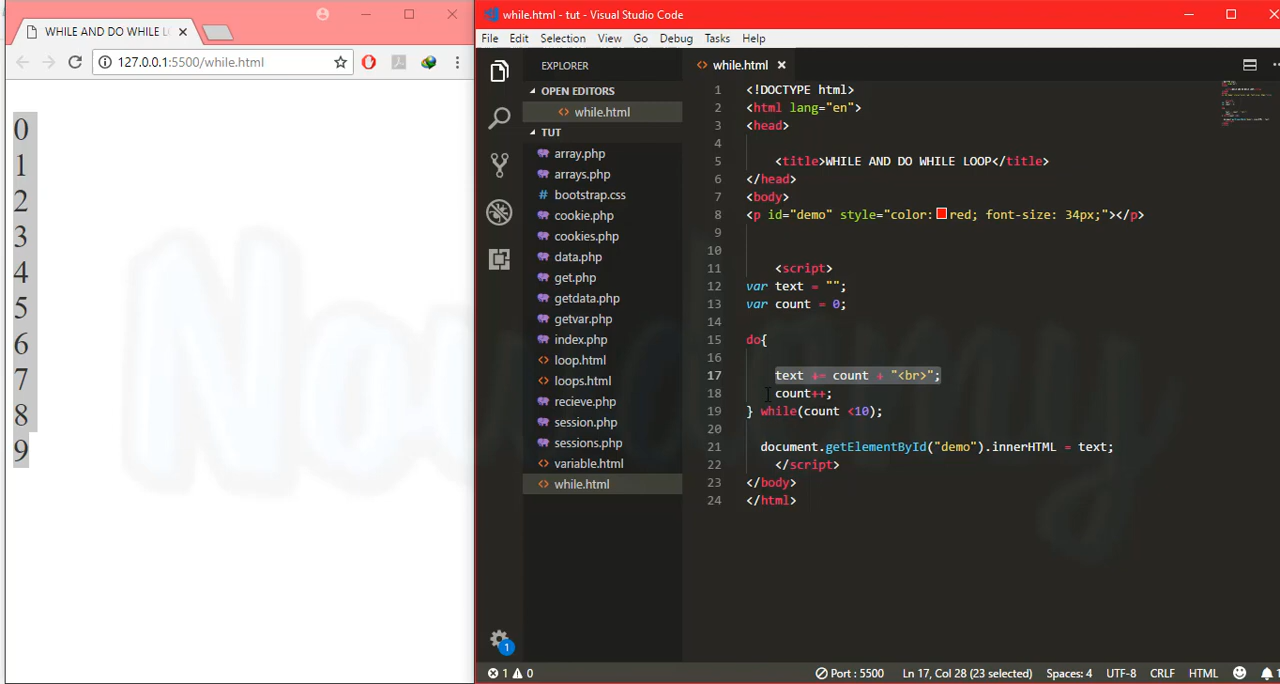 WHILE AND DO WHILE L
127.0.0.1:5500/while.html
0
1
2
3
4
5
6
7
8
9
while.html - tut - Visual Studio Code
File Edit Selection View Go Debug Tasks Help
EXPLORER
OPEN EDITORS
while.html
TUT
array.php
arrays.php
bootstrap.css
cookie.php
cookies.php
data.php
get.php
getdata.php
getvar.php
index.php
loop.html
loops.html
recieve.php
session.php
sessions.php
variable.html
while.html
1
while.html
1 <!DOCTYPE html>
2 <html lang="en">
3 <head>
4
5 <title>WHILE AND DO WHILE LOOP</title>
6 </head>
7 <body>
8 <p id="demo" style="color: red; font-size: 34px;"></p>
9
10
11 <script>
12 var text = "";
13 var count = 0;
14
15 do{
16
17 text += count + "<br>";
18 count++;
19 } while(count <10);
20
21 document.getElementById("demo").innerHTML = text;
22 </script>
23 </body>
24 </html>
1 0 Port : 5500 Ln 17, Col 28 (23 selected) Spaces: 4 UTF-8 CRLF HTML 1